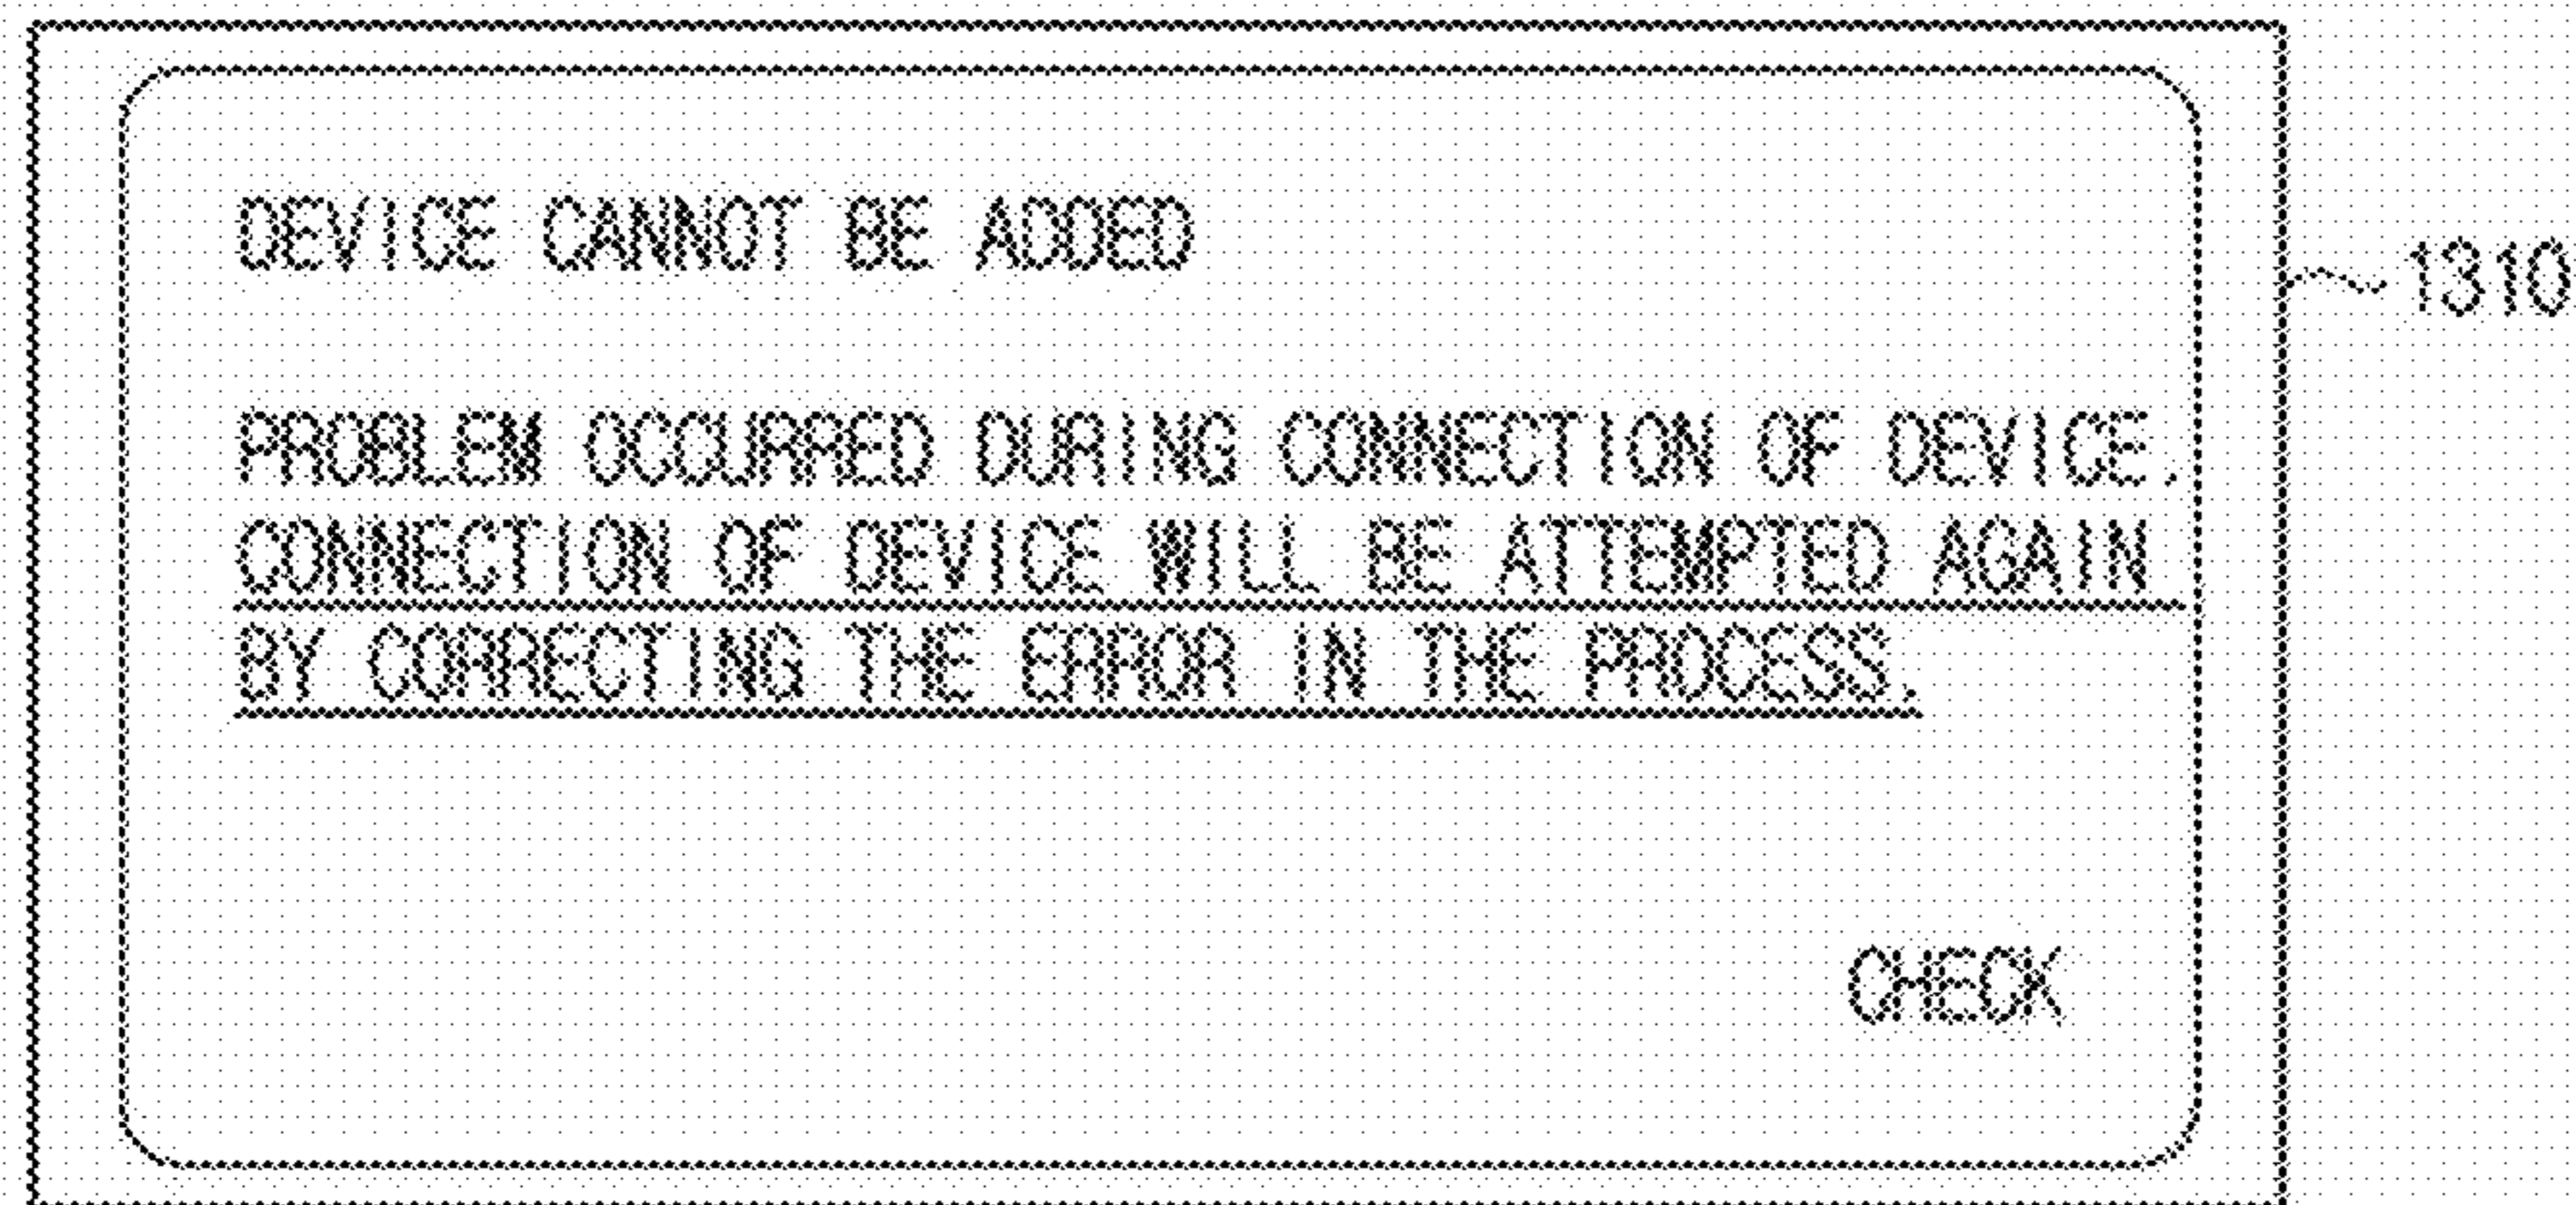 DEVICE CANNOT BE ADDED
1310
PROBLEM OCCURRED DURING CONNECTION OF DEVICE.
CONNECTION OF DEVICE WILL BE ATTEMPTED AGAIN
BY CORRECTING THE ERROR IN THE PROCESS.
CHECK